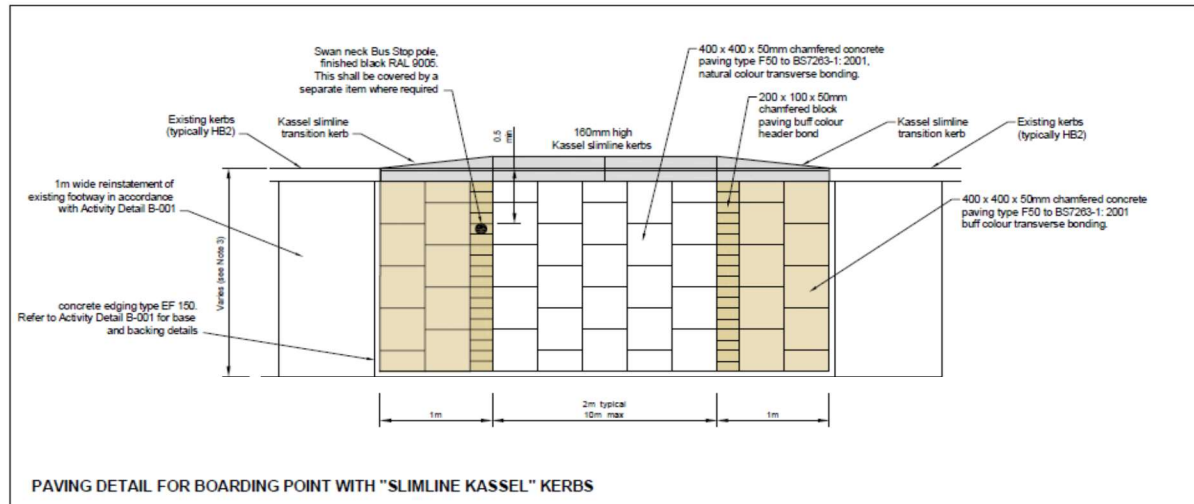 Swan neck Bus Stop pole,
finished black RAL 9005.
This shall be covered by a
separate item where required
400 x 400 x 50mm chamfered concrete
paving type F50 to BS7263-1: 2001,
natural colour transverse bonding.
200 x 100 x 50mm
chamfered block
paving buff colour
header bond
Existing kerbs
(typically HB2)
Kassel slimline
transition kerb
0.5
min
160mm high
Kassel slimline kerbs
Kassel slimline
transition kerb
Existing kerbs
(typically HB2)
1m wide reinstatement of
existing footway in accordance
with Activity Detail B-001
400 x 400 x 50mm chamfered concrete
paving type F50 to BS7263-1: 2001
buff colour transverse bonding.
Varies (see Note 3)
concrete edging type EF 150.
Refer to Activity Detail B-001 for base
and backing details
1m
2m typical
10m max
1m
PAVING DETAIL FOR BOARDING POINT WITH "SLIMLINE KASSEL" KERBS